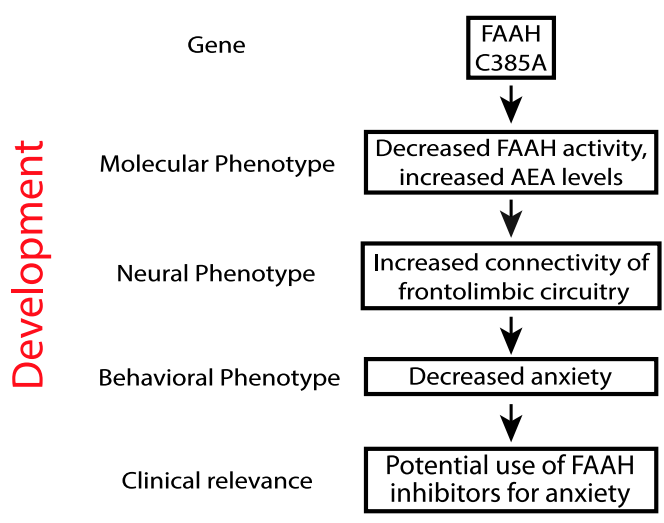 Development
Gene
FAAH
C385A
Molecular Phenotype
Decreased FAAH activity,
increased AEA levels
Neural Phenotype
Increased connectivity of
frontolimbic circuitry
Behavioral Phenotype
Decreased anxiety
Clinical relevance
Potential use of FAAH
inhibitors for anxiety